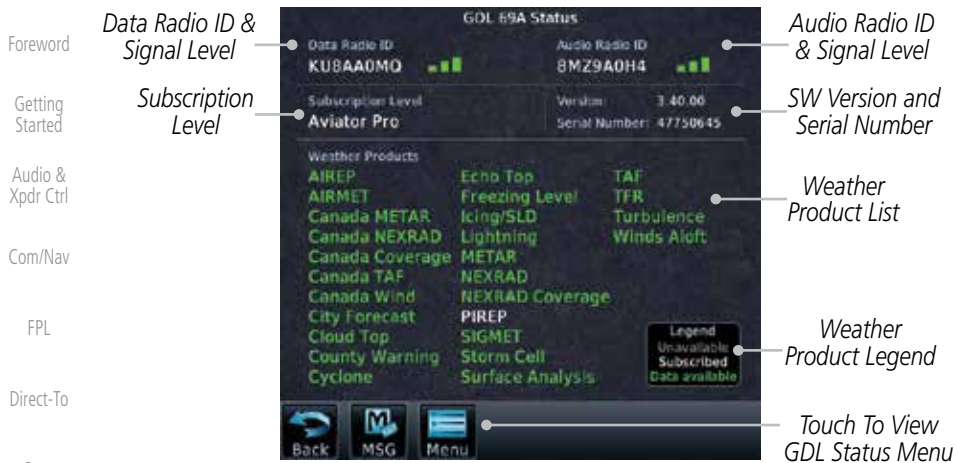 Foreword
Getting
Started
Audio &
Xpdr Ctrl
Com/Nav
FPL
Direct-To
Data Radio ID &
Signal Level
Subscription
Level
GDL 69A Status
Data Radio ID
KU8AA0MQ
Audio Radio ID
8MZ9A0H4
Subscription Level
Aviator Pro
Version: 3.40.00
Serial Number: 47750645
Weather Products
AIREP
AIRMET
Canada METAR
Canada NEXRAD
Canada Coverage
Canada TAF
Canada Wind
City Forecast
Cloud Top
County Warning
Cyclone
Echo Top
Freezing Level
Icing/SLD
Lightning
METAR
NEXRAD
NEXRAD Coverage
PIREP
SIGMET
Storm Cell
Surface Analysis
TAF
TFR
Turbulence
Winds Aloft
Legend
Unavailable
Subscribed
Data available
Back
MSG
Menu
Audio Radio ID
& Signal Level
SW Version and
Serial Number
Weather
Product List
Weather
Product Legend
Touch To View
GDL Status Menu